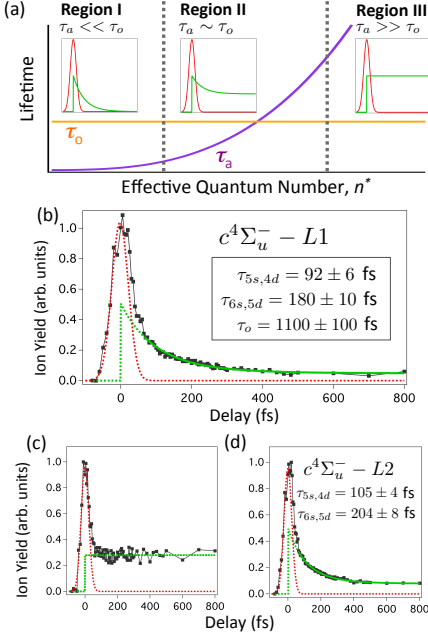 (a)
Region I
Region II
Region III
τₐ << τₒ
τₐ ∼ τₒ
τₐ >> τₒ
Lifetime
τₒ
τₐ
Effective Quantum Number, n*
(b)
c⁴Σᵤ⁻ − L1
τ₅ₛ,₄d = 92 ± 6 fs
τ₆ₛ,₅d = 180 ± 10 fs
τₒ = 1100 ± 100 fs
Ion Yield (arb. units)
1.0
0.8
0.6
0.4
0.2
0.0
0 200 400 600 800
Delay (fs)
(c)
Ion Yield (arb. units)
1.0
0.8
0.6
0.4
0.2
0.0
0 200 400 600 800
Delay (fs)
(d)
c⁴Σᵤ⁻ − L2
τ₅ₛ,₄d = 105 ± 4 fs
τ₆ₛ,₅d = 204 ± 8 fs
1.0
0.8
0.6
0.4
0.2
0.0
0 200 400 600 800
Delay (fs)